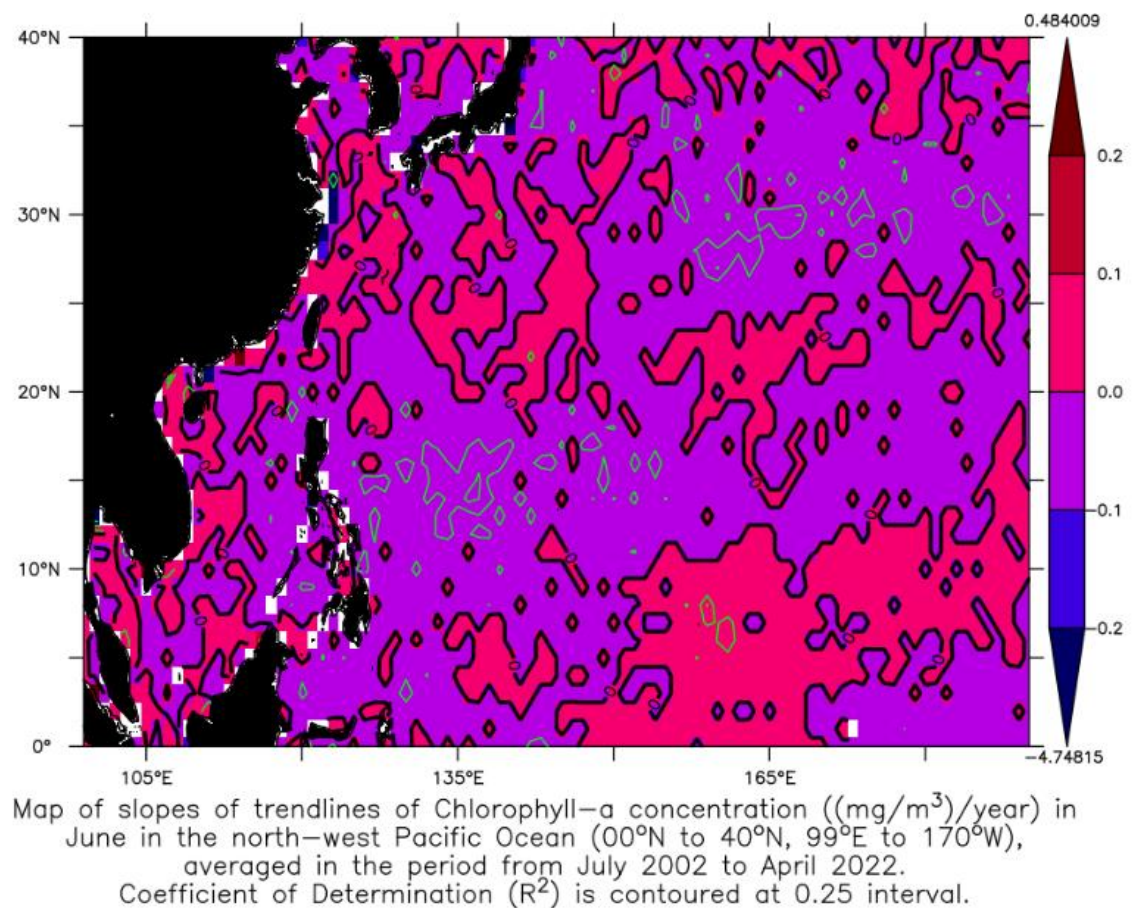 0.484009
40°N
30°N
20°N
10°N
0°
0.2
0.1
0.0
−0.1
−0.2
−4.74815
105°E
135°E
165°E
Map of slopes of trendlines of Chlorophyll−a concentration ((mg/m³)/year) in
June in the north−west Pacific Ocean (00°N to 40°N, 99°E to 170°W),
averaged in the period from July 2002 to April 2022.
Coefficient of Determination (R²) is contoured at 0.25 interval.